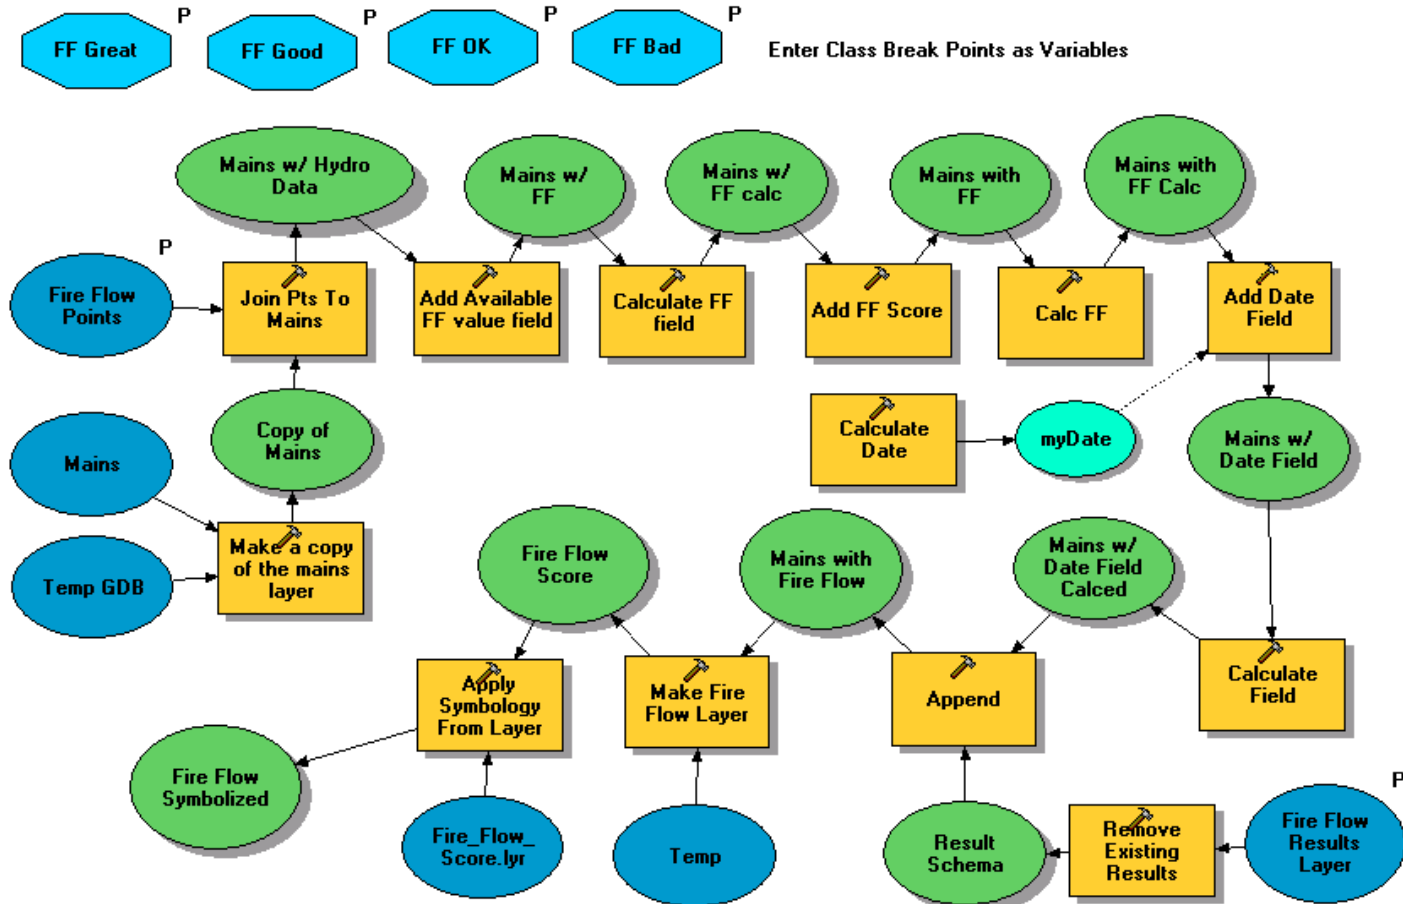 P
P
P
P
FF Great
FF Good
FF OK
FF Bad
Enter Class Break Points as Variables
Mains w/ Hydro
Data
Mains w/
FF
Mains w/
FF calc
Mains with
FF
Mains with
FF Calc
P
Fire Flow
Points
Join Pts To
Mains
Add Available
FF value field
Calculate FF
field
Add FF Score
Calc FF
Add Date
Field
Copy of
Mains
Calculate
Date
myDate
Mains w/
Date Field
Mains
Temp GDB
Make a copy
of the mains
layer
Fire Flow
Score
Mains with
Fire Flow
Mains w/
Date Field
Calced
Apply
Symbology
From Layer
Make Fire
Flow Layer
Append
Calculate
Field
Fire Flow
Symbolized
Fire_Flow_
Score.lyr
Temp
Result
Schema
Remove
Existing
Results
P
Fire Flow
Results
Layer